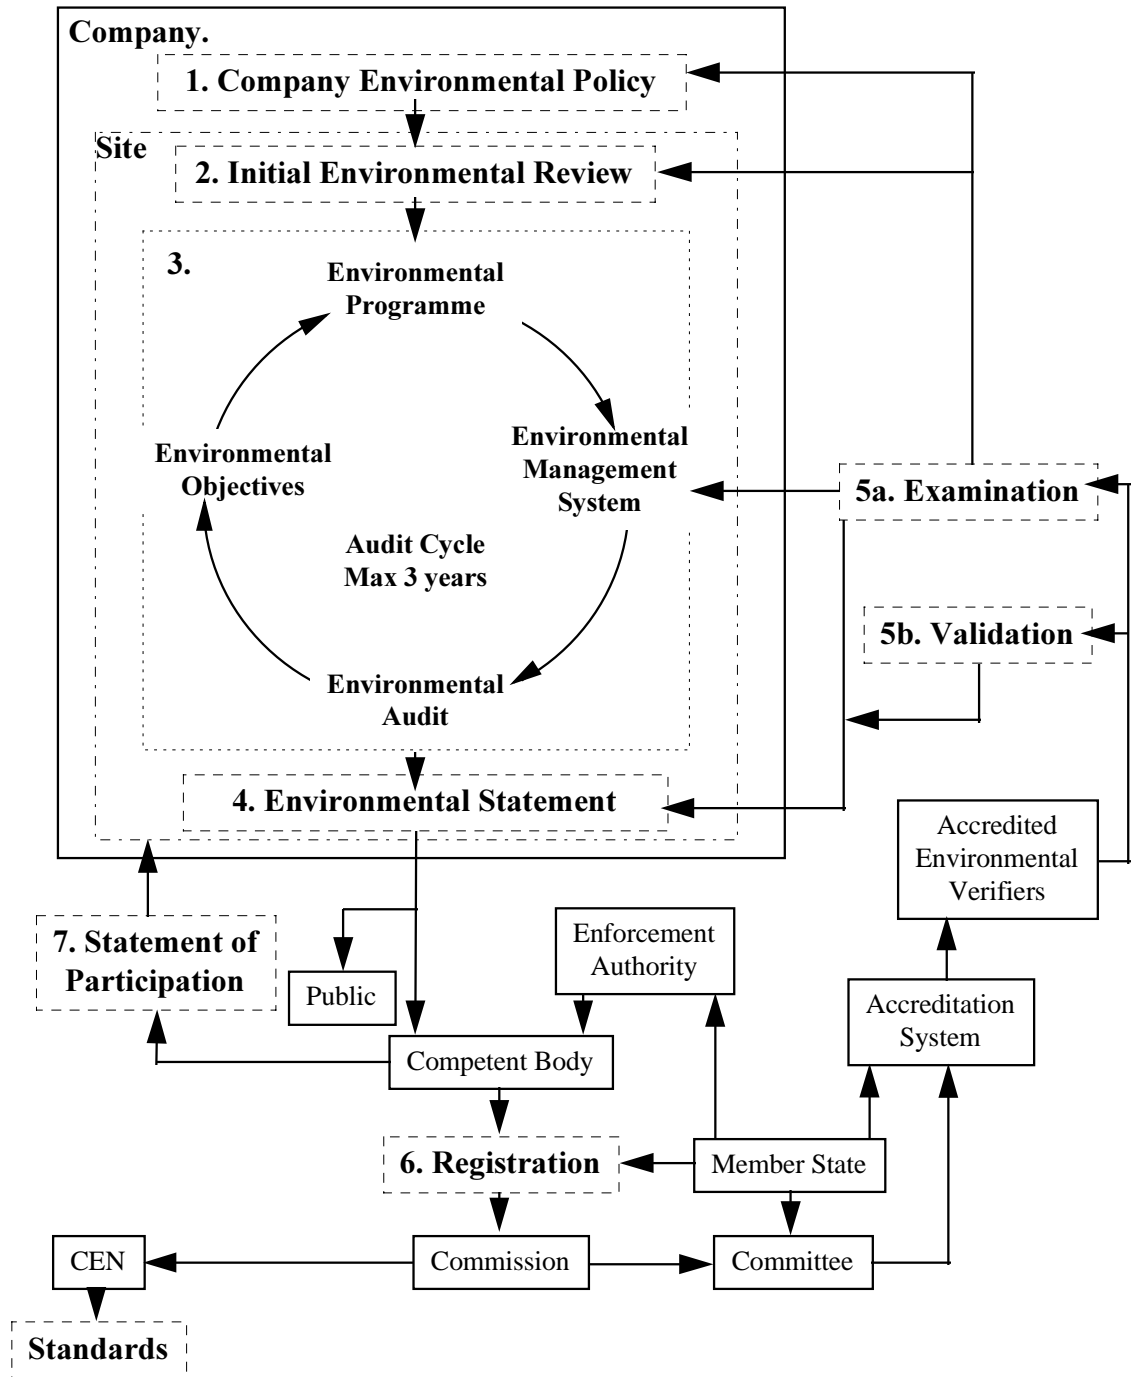 Company.
1. Company Environmental Policy
Site
2. Initial Environmental Review
3.
Environmental
Programme
Environmental
Objectives
Environmental
Management
System
Audit Cycle
Max 3 years
Environmental
Audit
4. Environmental Statement
5a. Examination
5b. Validation
Accredited
Environmental
Verifiers
7. Statement of
Participation
Public
Enforcement
Authority
Accreditation
System
Competent Body
6. Registration
Member State
CEN
Commission
Committee
Standards